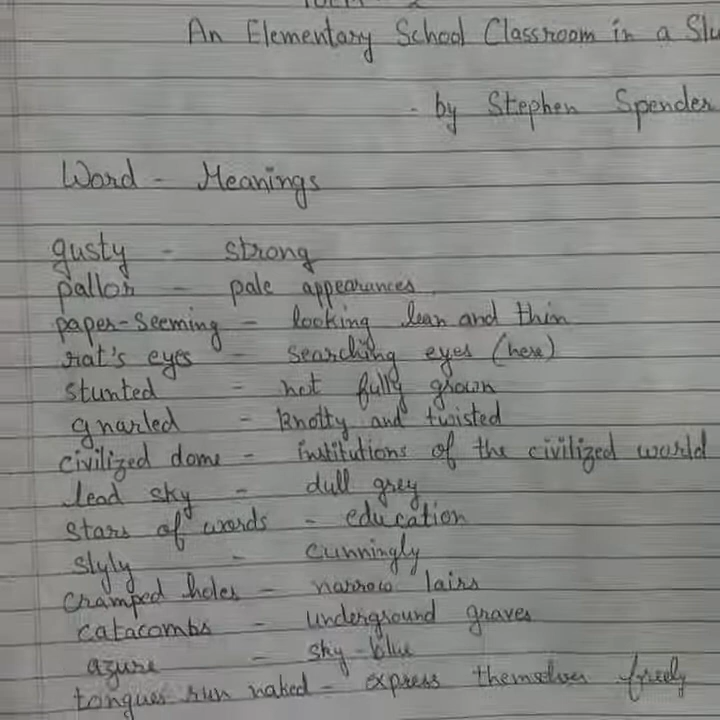 An Elementary School Classroom in a Slu
- by Stephen Spender
Word - Meanings
gusty - strong
pallor - pale appearances
paper-seeming - looking lean and thin
rat's eyes - searching eyes (here)
stunted - not fully grown
gnarled - knotty and twisted
civilized dome - institutions of the civilized world
lead sky - dull grey
stars of words - education
slyly - cunningly
cramped holes - narrow lairs
catacombs - underground graves
azure - sky-blue
tongues run naked - express themselves freely